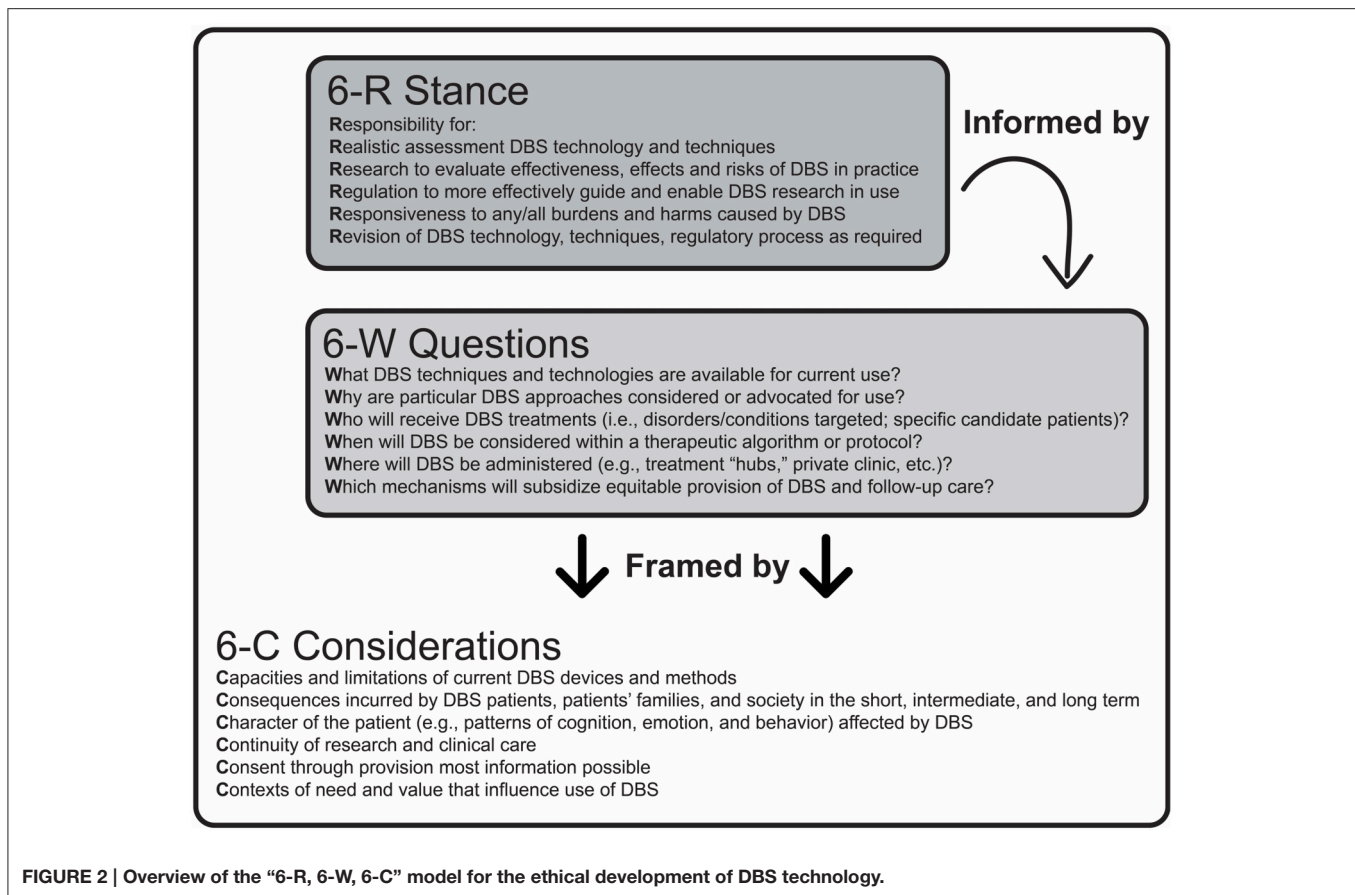 6-R Stance
Responsibility for:
Realistic assessment DBS technology and techniques
Research to evaluate effectiveness, effects and risks of DBS in practice
Regulation to more effectively guide and enable DBS research in use
Responsiveness to any/all burdens and harms caused by DBS
Revision of DBS technology, techniques, regulatory process as required
Informed by
6-W Questions
What DBS techniques and technologies are available for current use?
Why are particular DBS approaches considered or advocated for use?
Who will receive DBS treatments (i.e., disorders/conditions targeted; specific candidate patients)?
When will DBS be considered within a therapeutic algorithm or protocol?
Where will DBS be administered (e.g., treatment “hubs,” private clinic, etc.)?
Which mechanisms will subsidize equitable provision of DBS and follow-up care?
Framed by
6-C Considerations
Capacities and limitations of current DBS devices and methods
Consequences incurred by DBS patients, patients’ families, and society in the short, intermediate, and long term
Character of the patient (e.g., patterns of cognition, emotion, and behavior) affected by DBS
Continuity of research and clinical care
Consent through provision most information possible
Contexts of need and value that influence use of DBS
FIGURE 2 | Overview of the “6-R, 6-W, 6-C” model for the ethical development of DBS technology.